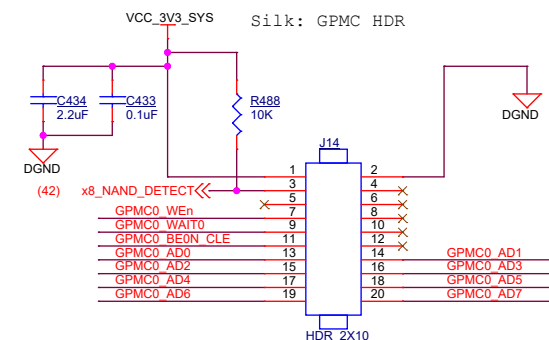 VCC_3V3_SYS
Silk: GPMC HDR
C434
2.2uF
C433
0.1uF
R488
10K
DGND
DGND
(42) x8_NAND_DETECT
J14
1 2
3 4
5 6
GPMC0_WEn 7 8
GPMC0_WAIT0 9 10
GPMC0_BE0N_CLE 11 12
GPMC0_AD0 13 14 GPMC0_AD1
GPMC0_AD2 15 16 GPMC0_AD3
GPMC0_AD4 17 18 GPMC0_AD5
GPMC0_AD6 19 20 GPMC0_AD7
HDR_2X10